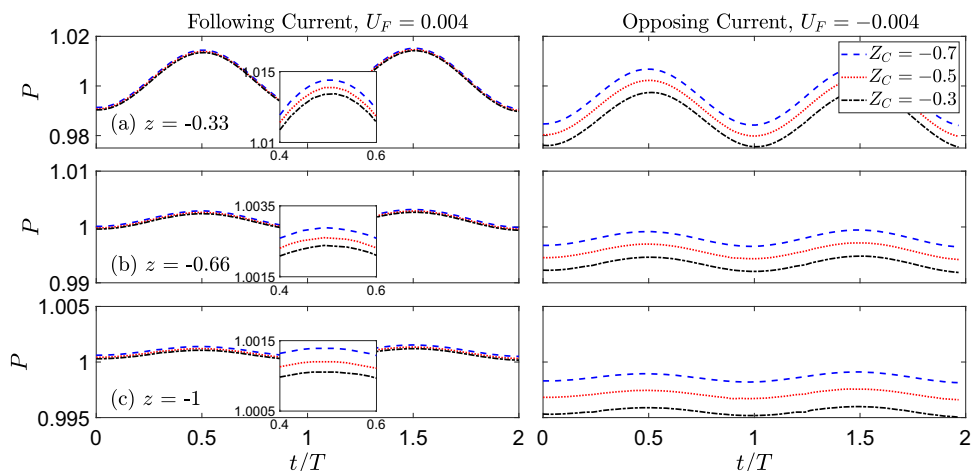 Following Current, U_F = 0.004
Opposing Current, U_F = −0.004
1.02
1
0.98
P
(a) z = -0.33
1.015
1.01
0.4 0.6
Z_C = −0.7
Z_C = −0.5
Z_C = −0.3
1.01
1
0.99
P
(b) z = -0.66
1.0035
1.0015
0.4 0.6
1.005
1
0.995
P
(c) z = -1
1.0015
1.0005
0.4 0.6
0 0.5 1 1.5 2
t/T
0 0.5 1 1.5 2
t/T